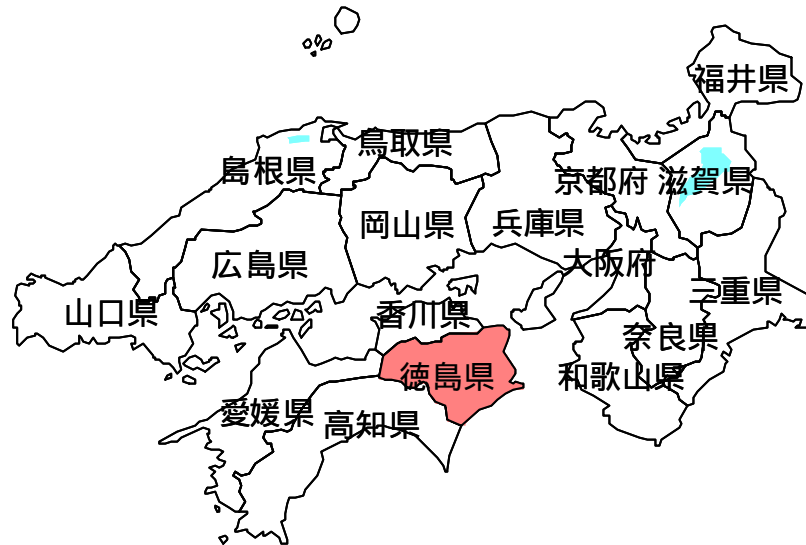 福井県
鳥取県
島根県
京都府
滋賀県
岡山県
兵庫県
広島県
大阪府
三重県
山口県
香川県
奈良県
徳島県
和歌山県
愛媛県
高知県